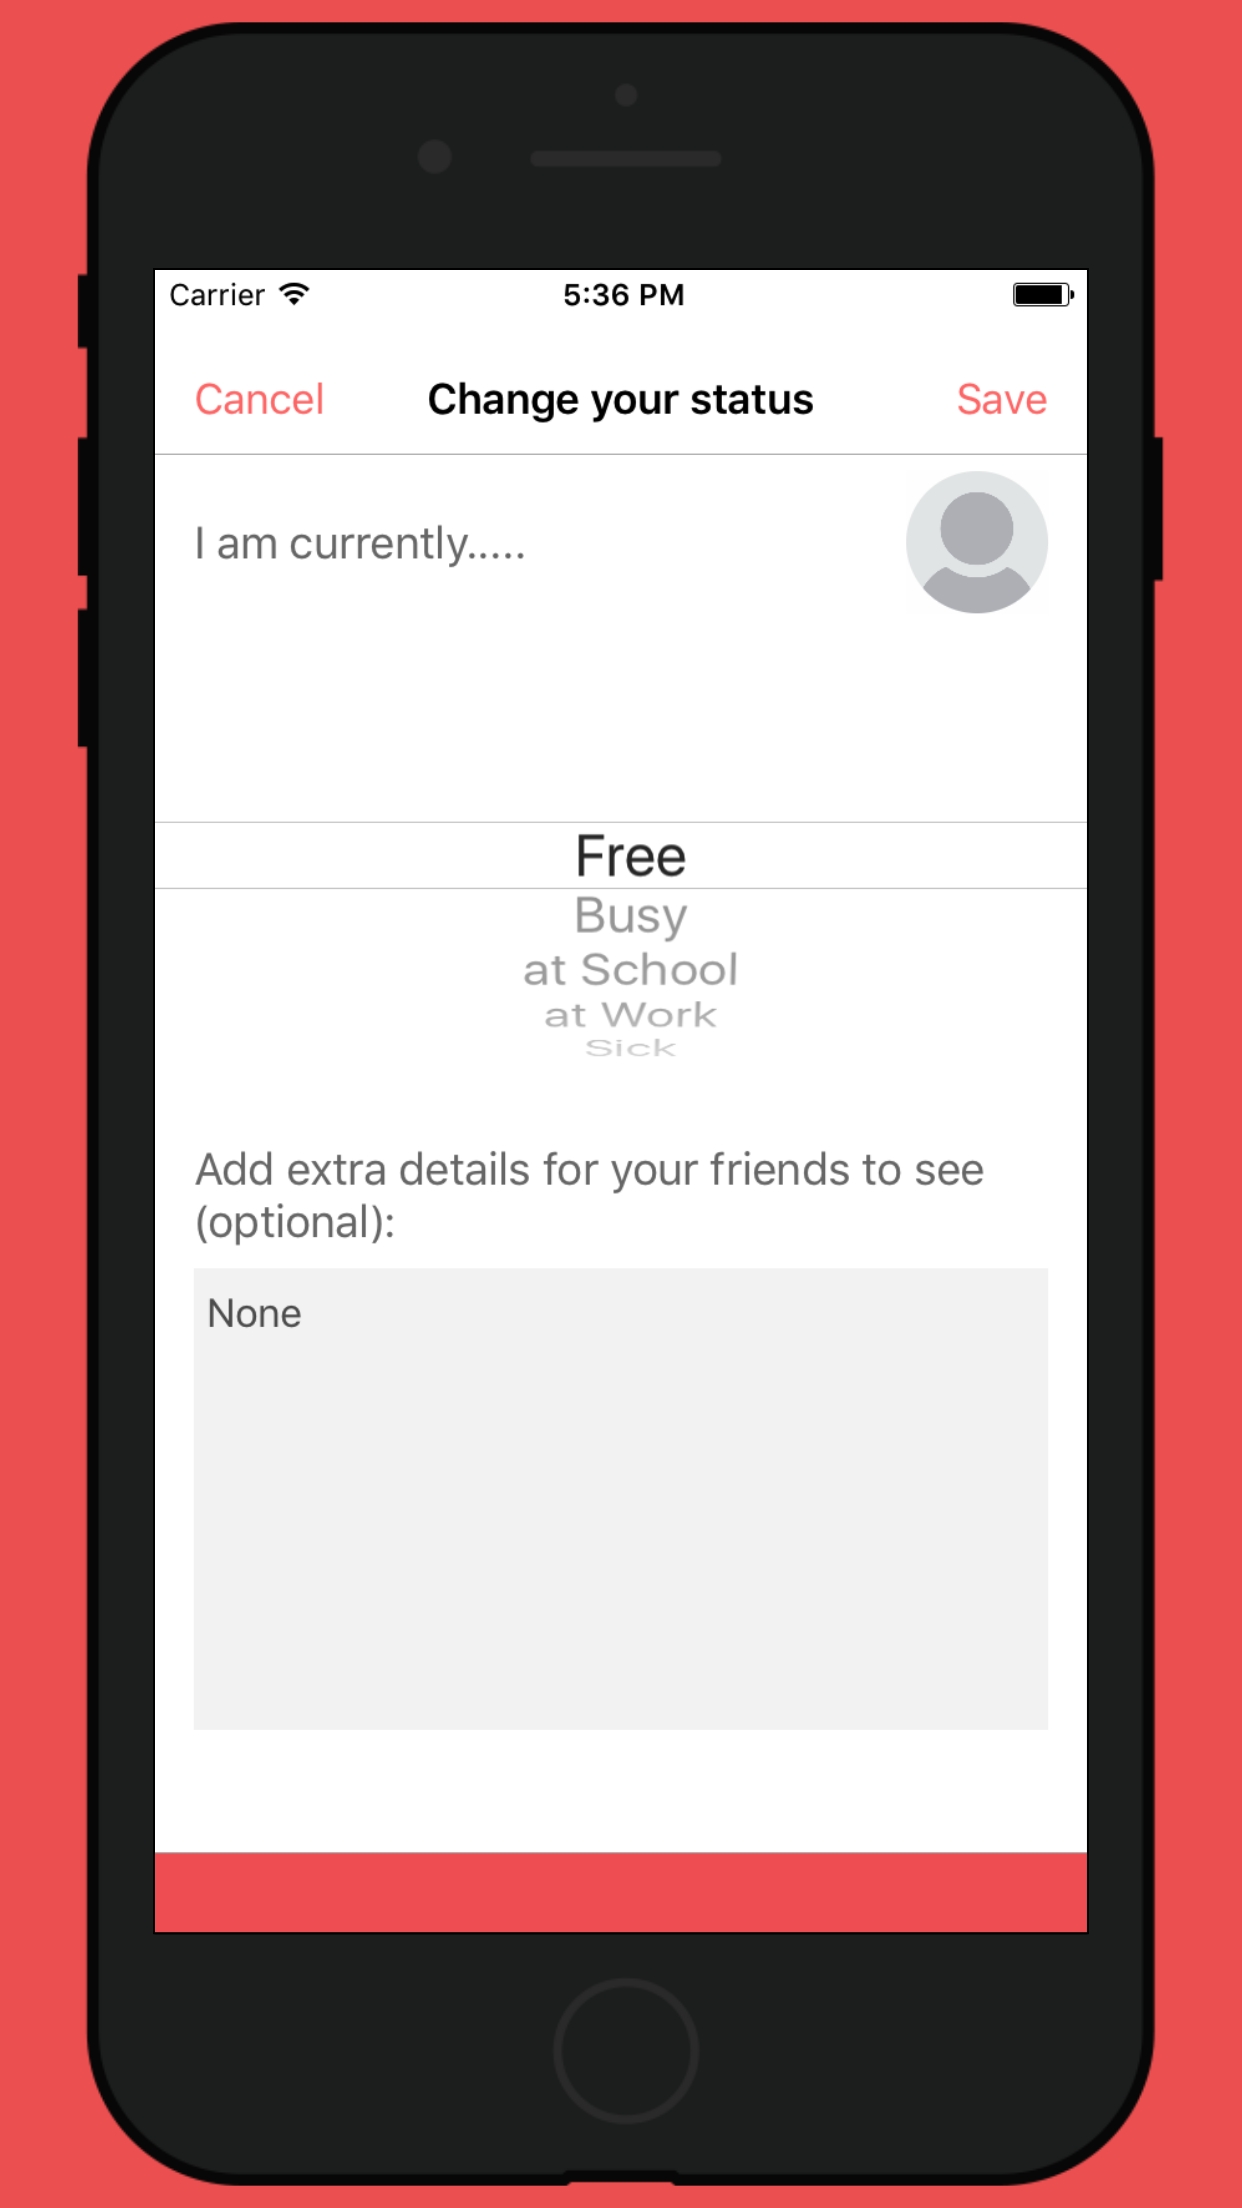 Carrier
5:36 PM
Cancel
Change your status
Save
I am currently.....
Free
Busy
at School
at Work
Sick
Add extra details for your friends to see
(optional):
None